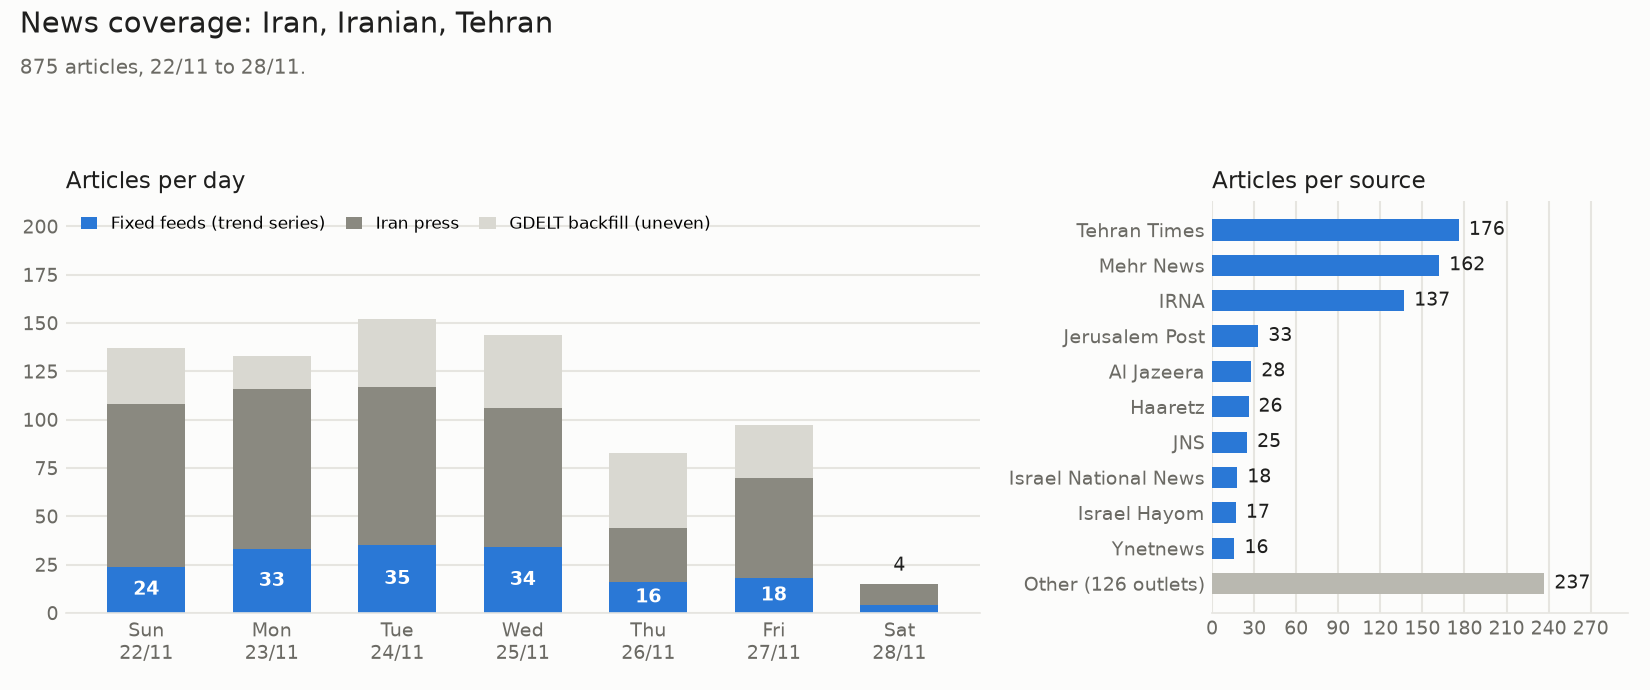 News coverage: Iran, Iranian, Tehran
875 articles, 22/11 to 28/11.
Articles per day
Fixed feeds (trend series) Iran press GDELT backfill (uneven)
200
175
150
125
100
75
50
25
0
24
33
35
34
16
18
4
Sun Mon Tue Wed Thu Fri Sat
22/11 23/11 24/11 25/11 26/11 27/11 28/11
Articles per source
Tehran Times 176
Mehr News 162
IRNA 137
Jerusalem Post 33
Al Jazeera 28
Haaretz 26
JNS 25
Israel National News 18
Israel Hayom 17
Ynetnews 16
Other (126 outlets) 237
0 30 60 90 120 150 180 210 240 270